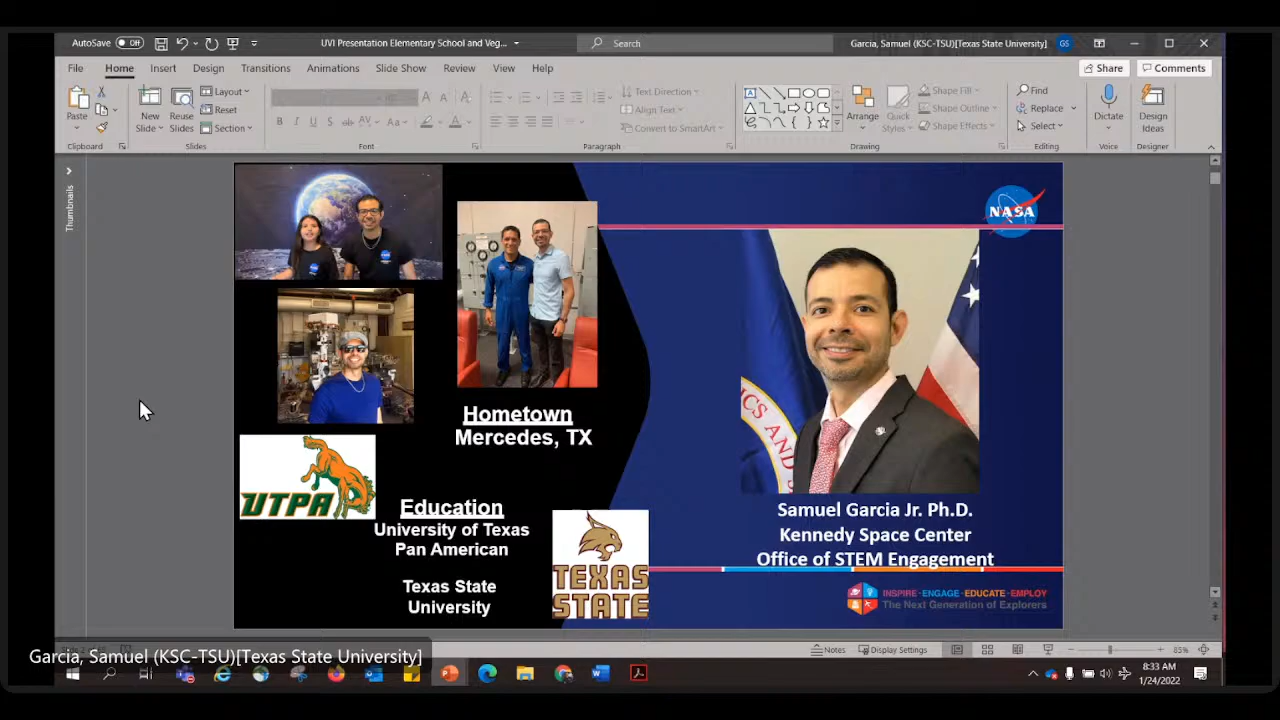 AutoSave Off
UVI Presentation Elementary School and Veg...
Search
Garcia, Samuel (KSC-TSU)[Texas State University]
GS
File Home Insert Design Transitions Animations Slide Show Review View Help
Share
Comments
Paste
New
Slide
Reuse
Slides
Layout
Reset
Section
B I U S ab AV Aa
A A A
Text Direction
Align Text
Convert to SmartArt
Arrange
Quick
Styles
Shape Fill
Shape Outline
Shape Effects
Find
Replace
Select
Dictate
Design
Ideas
Clipboard
Slides
Font
Paragraph
Drawing
Editing
Voice
Designer
Thumbnails
NASA
Hometown
Mercedes, TX
UTPA
Education
University of Texas
Pan American
Texas State
University
TEXAS
STATE
ICS AND
Samuel Garcia Jr. Ph.D.
Kennedy Space Center
Office of STEM Engagement
INSPIRE · ENGAGE · EDUCATE · EMPLOY
The Next Generation of Explorers
Garcia, Samuel (KSC-TSU)[Texas State University]
Notes
Display Settings
85%
8:33 AM
1/24/2022